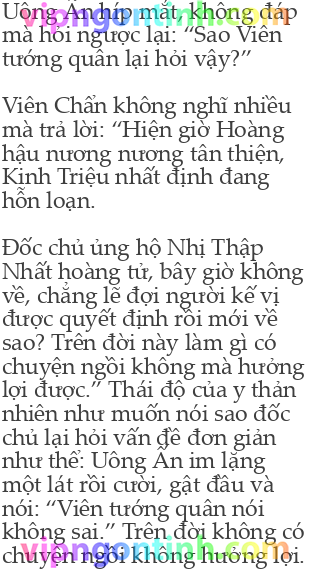 Uông Ấn híp mắt, không đáp
mà hỏi ngược lại: “Sao Viên
tướng quân lại hỏi vậy?”
Viên Chẩn không nghĩ nhiều
mà trả lời: “Hiện giờ Hoàng
hậu nương nương tân thiện,
Kinh Triệu nhất định đang
hỗn loạn.
Đốc chủ ủng hộ Nhị Thập
Nhất hoàng tử, bây giờ không
về, chẳng lẽ đợi người kế vị
được quyết định rồi mới về
sao? Trên đời này làm gì có
chuyện ngồi không mà hưởng
lợi được.” Thái độ của y thản
nhiên như muốn nói sao đốc
chủ lại hỏi vấn đề đơn giản
như thế: Uông Ấn im lặng
một lát rồi cười, gật đầu và
nói: “Viên tướng quân nói
không sai.” Trên đời không có
chuyện ngồi không hưởng lợi.
vipngontinh.com
vipngontinh.com